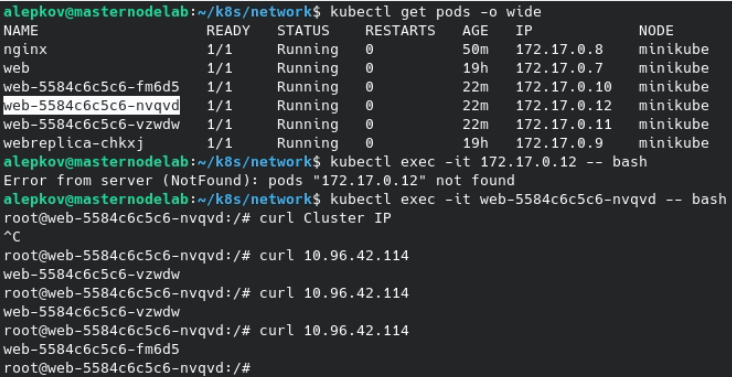 alepkov@masternodelab:~/k8s/network$ kubectl get pods -o wide
NAME READY STATUS RESTARTS AGE IP NODE
nginx 1/1 Running 0 50m 172.17.0.8 minikube
web 1/1 Running 0 19h 172.17.0.7 minikube
web-5584c6c5c6-fm6d5 1/1 Running 0 22m 172.17.0.10 minikube
web-5584c6c5c6-nvqvd 1/1 Running 0 22m 172.17.0.12 minikube
web-5584c6c5c6-vzwdw 1/1 Running 0 22m 172.17.0.11 minikube
webreplica-chkxj 1/1 Running 0 19h 172.17.0.9 minikube
alepkov@masternodelab:~/k8s/network$ kubectl exec -it 172.17.0.12 -- bash
Error from server (NotFound): pods "172.17.0.12" not found
alepkov@masternodelab:~/k8s/network$ kubectl exec -it web-5584c6c5c6-nvqvd -- bash
root@web-5584c6c5c6-nvqvd:/# curl Cluster IP
^C
root@web-5584c6c5c6-nvqvd:/# curl 10.96.42.114
web-5584c6c5c6-vzwdw
root@web-5584c6c5c6-nvqvd:/# curl 10.96.42.114
web-5584c6c5c6-vzwdw
root@web-5584c6c5c6-nvqvd:/# curl 10.96.42.114
web-5584c6c5c6-fm6d5
root@web-5584c6c5c6-nvqvd:/#